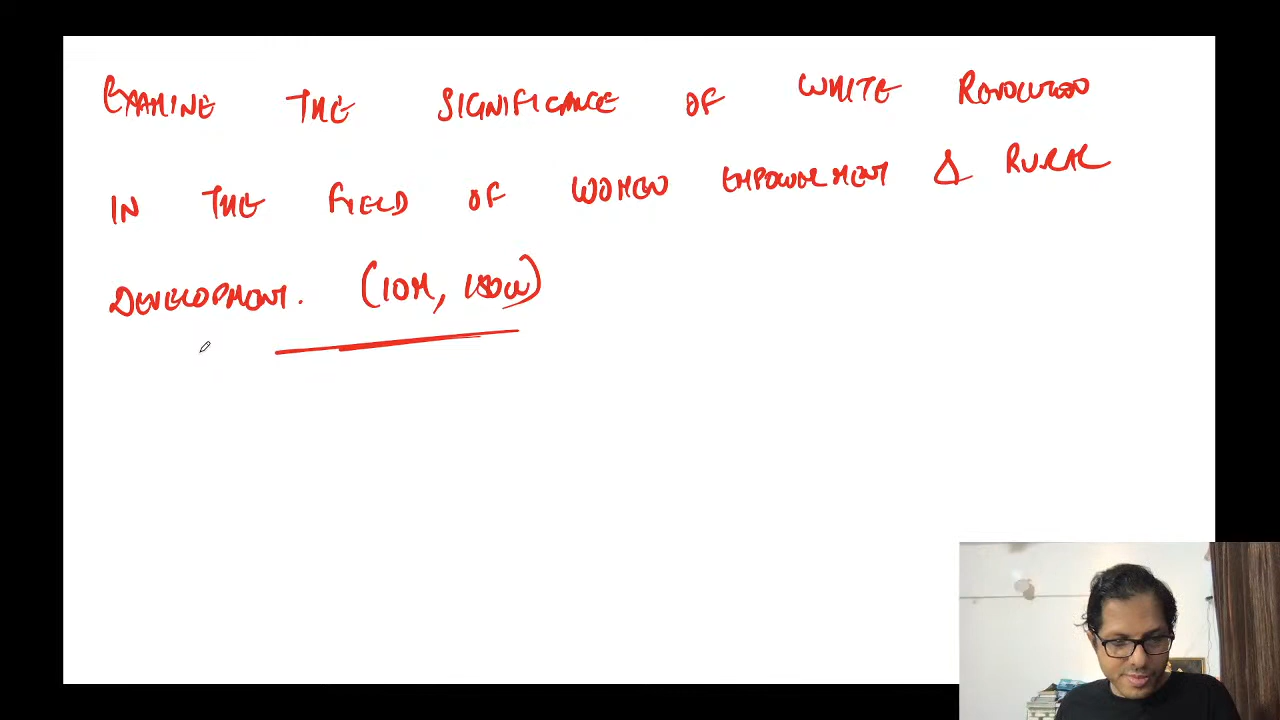 EXAMINE THE SIGNIFICANCE OF WHITE REVOLUTION
IN THE FIELD OF WOMEN EMPOWERMENT & RURAL
DEVELOPMENT. (10M, 150W)